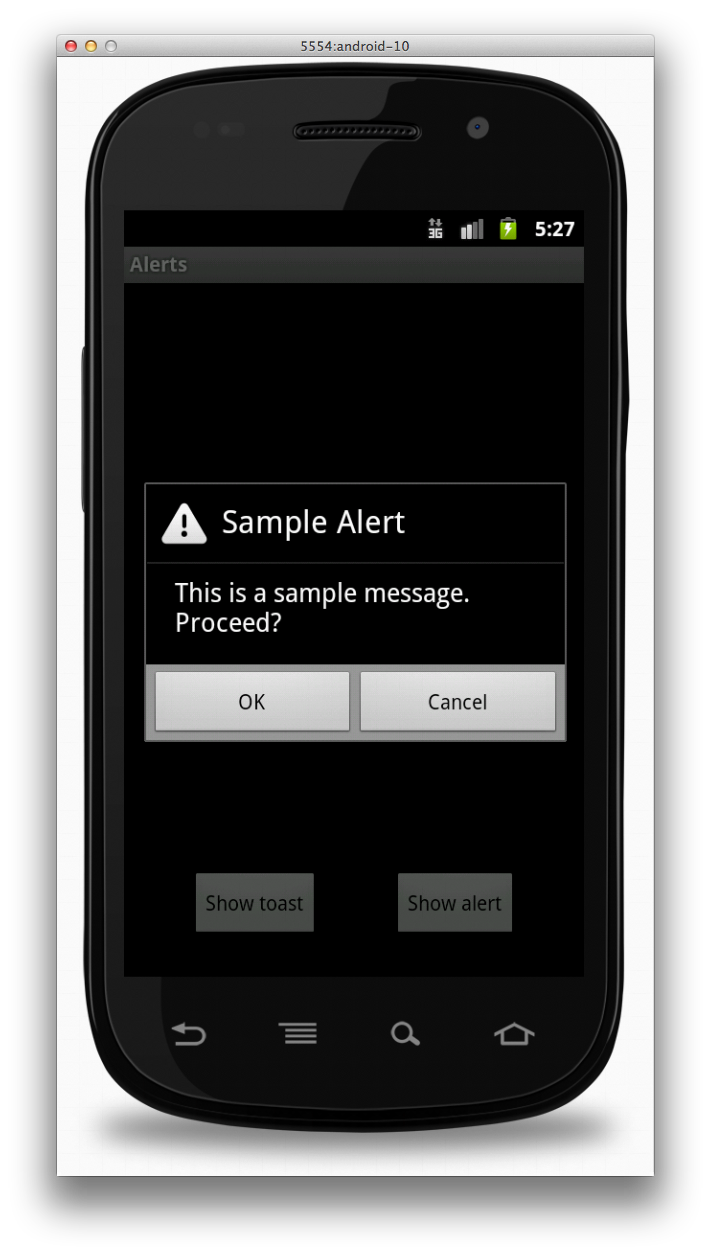 5554:android-10
3G 5:27
Alerts
Sample Alert
This is a sample message.
Proceed?
OK Cancel
Show toast Show alert